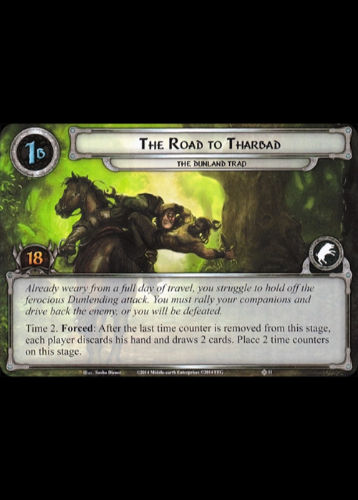 1B
THE ROAD TO THARBAD
THE DUNLAND TRAP
18
Already weary from a full day of travel, you struggle to hold off the
ferocious Dunlending attack. You must rally your companions and
drive back the enemy, or you will be defeated.
Time 2. Forced: After the last time counter is removed from this stage,
each player discards his hand and draws 2 cards. Place 2 time counters
on this stage.
©2014 Middle-earth Enterprises ©2014 FFG